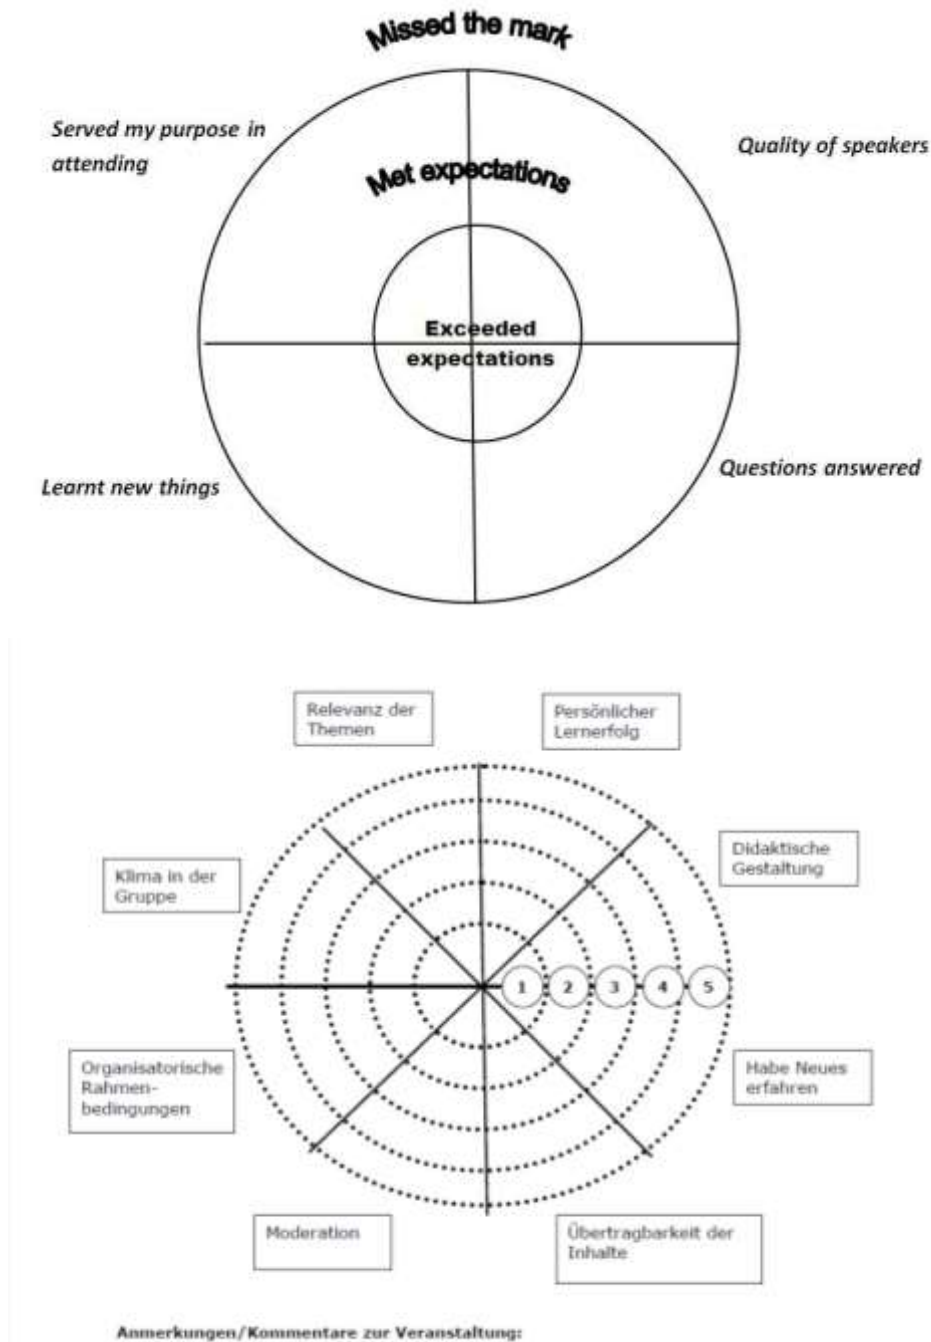 Missed the mark
Served my purpose in
attending
Quality of speakers
Met expectations
Exceeded
expectations
Learnt new things
Questions answered
Relevanz der
Themen
Persönlicher
Lernerfolg
Klima in der
Gruppe
Didaktische
Gestaltung
1 2 3 4 5
Organisatorische
Rahmen-
bedingungen
Habe Neues
erfahren
Moderation
Übertragbarkeit der
Inhalte
Anmerkungen/Kommentare zur Veranstaltung: